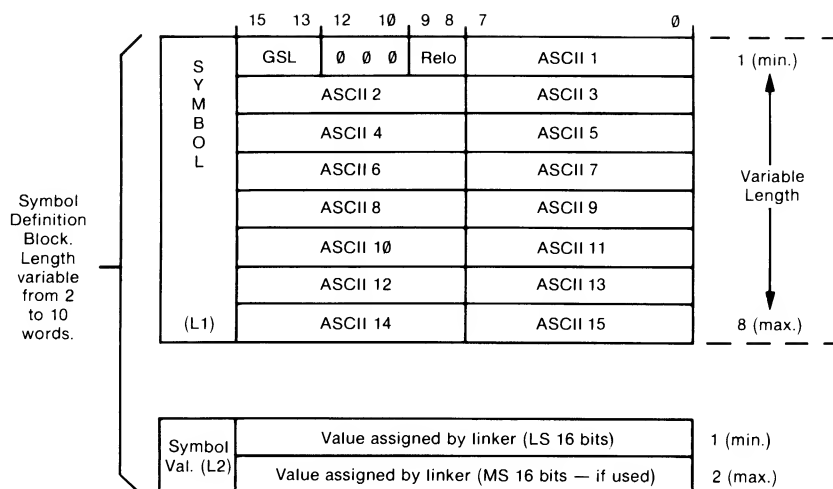 15 13 12 10 9 8 7 0
SYMBOL (L1)
GSL 0 0 0 Relo ASCII 1
ASCII 2 ASCII 3
ASCII 4 ASCII 5
ASCII 6 ASCII 7
ASCII 8 ASCII 9
ASCII 10 ASCII 11
ASCII 12 ASCII 13
ASCII 14 ASCII 15
1 (min.)
Variable
Length
8 (max.)
Symbol
Definition
Block.
Length
variable
from 2
to 10
words.
Symbol
Val. (L2)
Value assigned by linker (LS 16 bits) 1 (min.)
Value assigned by linker (MS 16 bits — if used) 2 (max.)